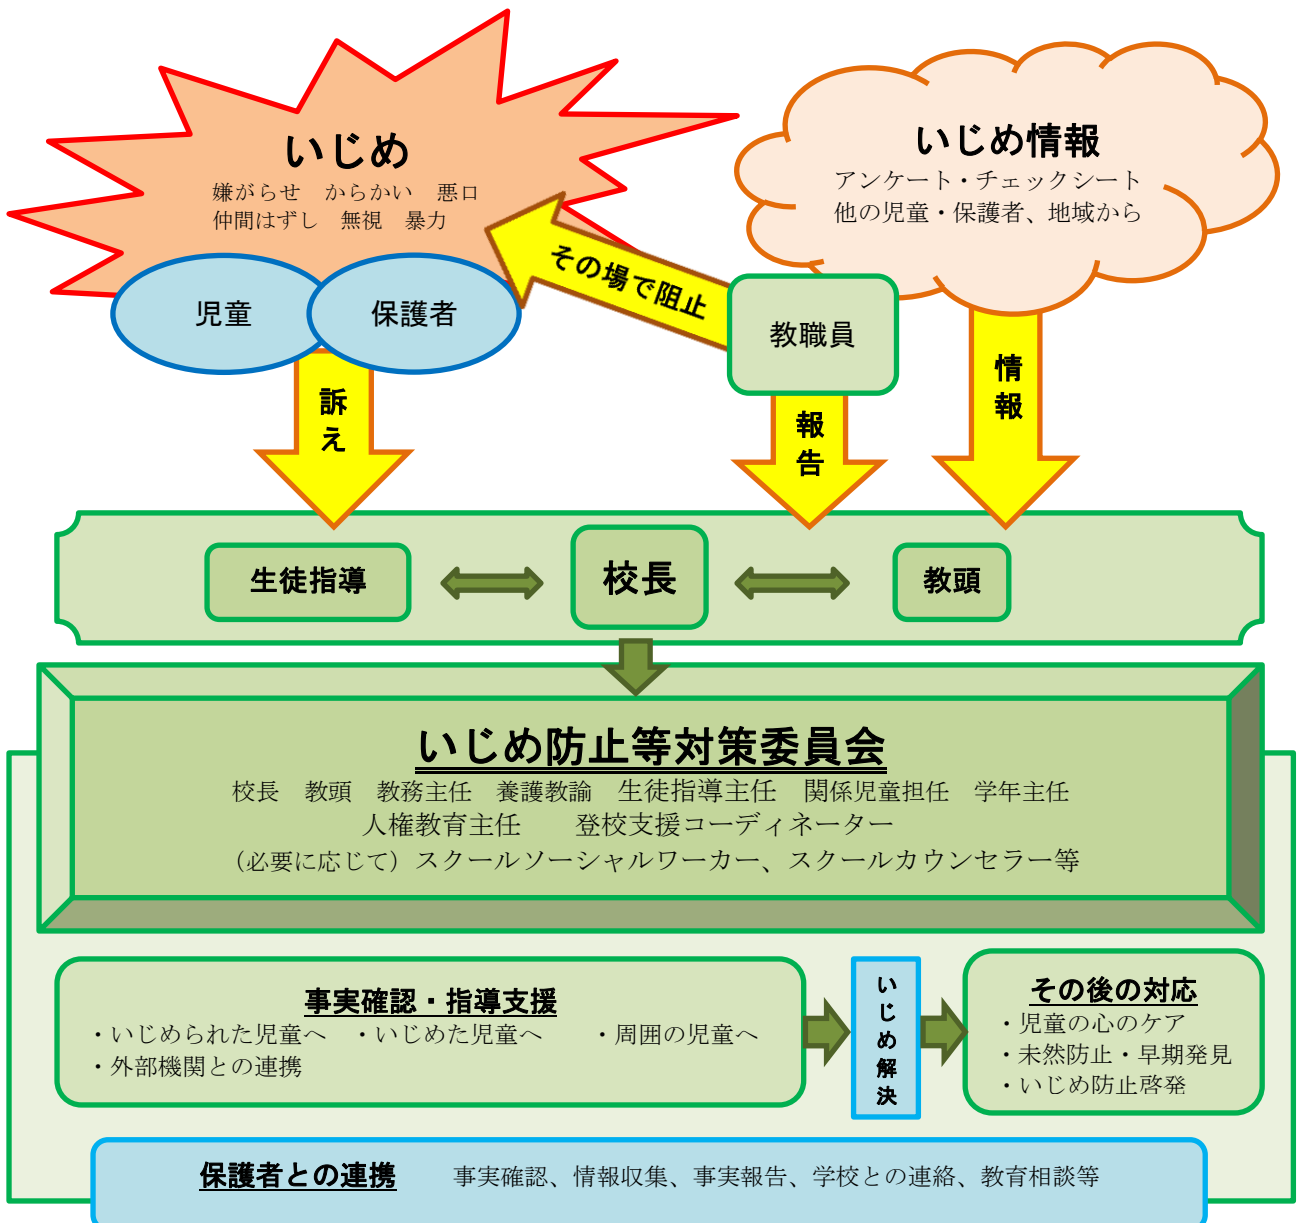 いじめ
嫌がらせ　からかい　悪口
仲間はずし　無視　暴力
いじめ情報
アンケート・チェックシート
他の児童・保護者、地域から
児童
保護者
その場で阻止
教職員
訴え
報告
情報
生徒指導
校長
教頭
いじめ防止等対策委員会
校長　教頭　教務主任　養護教諭　生徒指導主任　関係児童担任　学年主任
人権教育主任　　登校支援コーディネーター
（必要に応じて）スクールソーシャルワーカー、スクールカウンセラー等
事実確認・指導支援
・いじめられた児童へ　・いじめた児童へ　　・周囲の児童へ
・外部機関との連携
いじめ解決
その後の対応
・児童の心のケア
・未然防止・早期発見
・いじめ防止啓発
保護者との連携　　事実確認、情報収集、事実報告、学校との連絡、教育相談等